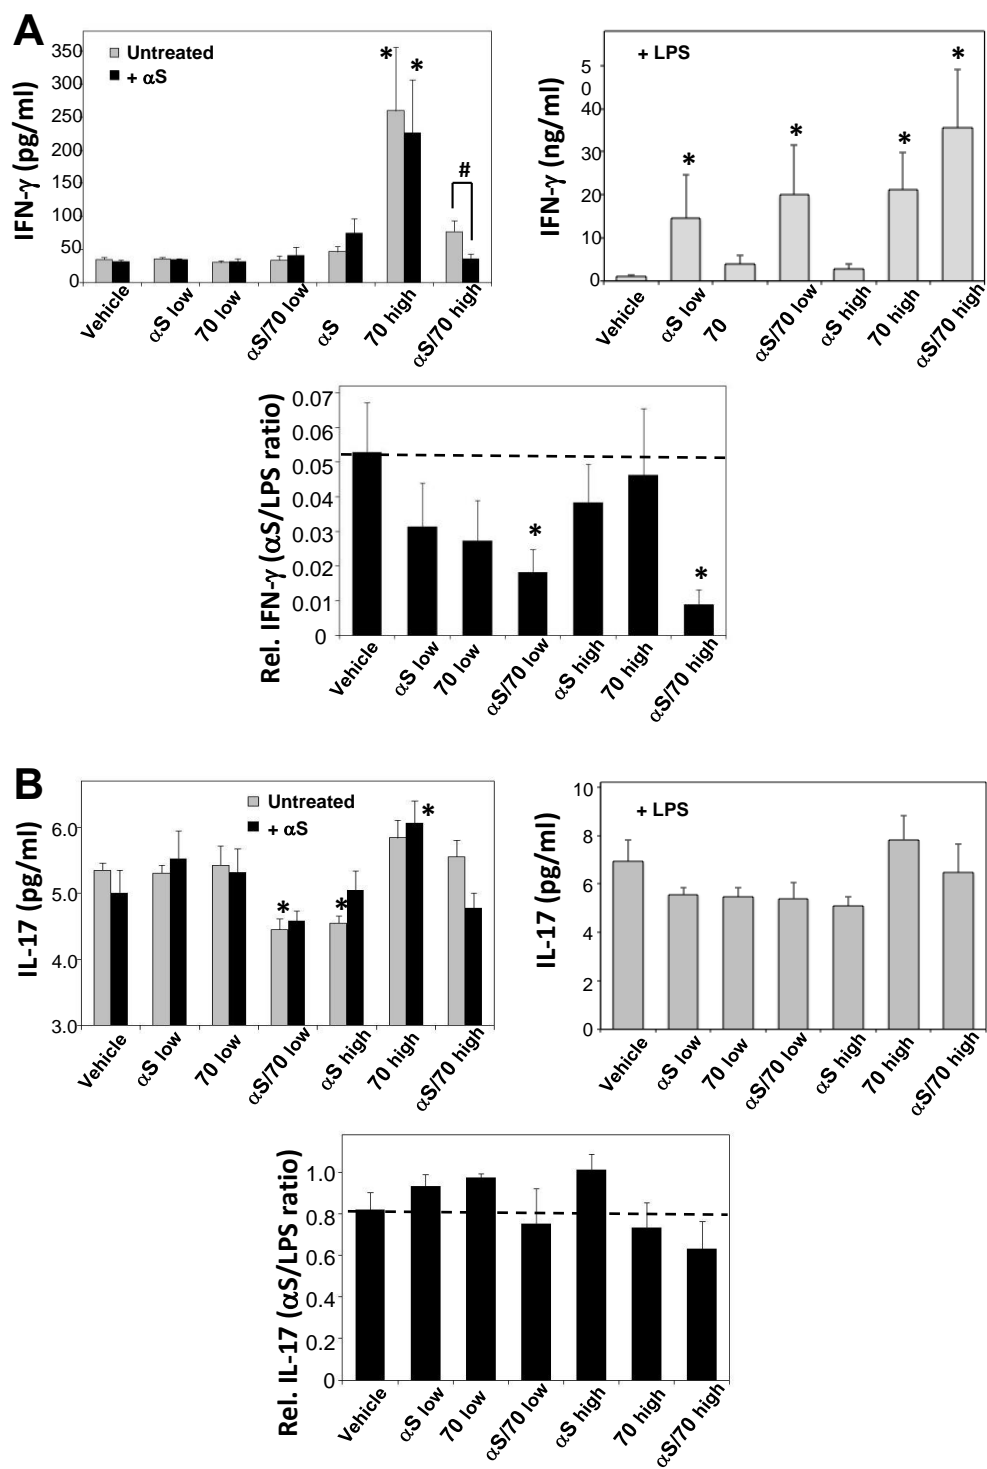 A
IFN-γ (pg/ml)
350
300
250
200
150
100
50
0
Untreated
+ αS
*
*
#
Vehicle
αS low
70 low
αS/70 low
αS
70 high
αS/70 high
IFN-γ (ng/ml)
5
0
40
30
20
10
0
+ LPS
*
*
*
*
Vehicle
αS low
70
αS/70 low
αS high
70 high
αS/70 high
Rel. IFN-γ (αS/LPS ratio)
0.07
0.06
0.05
0.04
0.03
0.02
0.01
0
*
*
Vehicle
αS low
70 low
αS/70 low
αS high
70 high
αS/70 high
B
IL-17 (pg/ml)
6.0
5.0
4.0
3.0
Untreated
+ αS
*
*
*
Vehicle
αS low
70 low
αS/70 low
αS high
70 high
αS/70 high
IL-17 (pg/ml)
10
8
6
4
2
0
+ LPS
Vehicle
αS low
70 low
αS/70 low
αS high
70 high
αS/70 high
Rel. IL-17 (αS/LPS ratio)
1.0
0.8
0.6
0.4
0.2
0
Vehicle
αS low
70 low
αS/70 low
αS high
70 high
αS/70 high